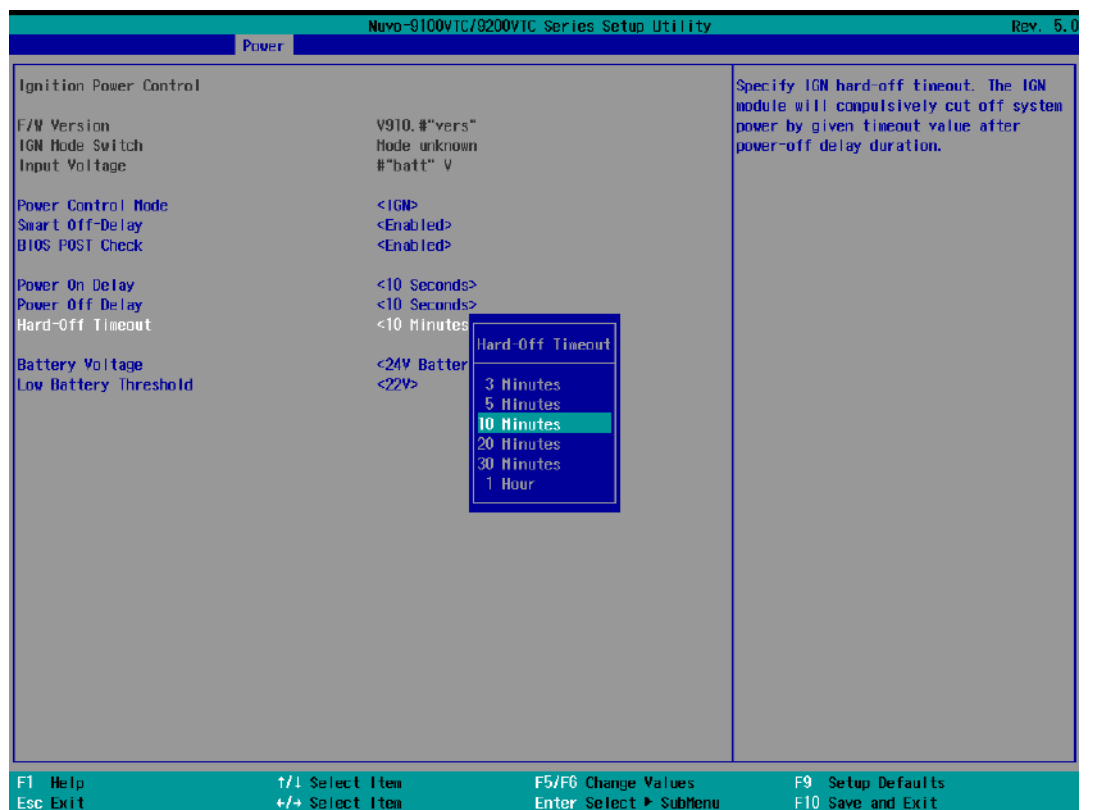 Nuvo-9100VTC/9200VTC Series Setup Utility Rev. 5.0
Power
Ignition Power Control
F/W Version V910.#"vers"
IGN Mode Switch Mode unknown
Input Voltage #"batt" V
Power Control Mode <IGN>
Smart Off-Delay <Enabled>
BIOS POST Check <Enabled>
Power On Delay <10 Seconds>
Power Off Delay <10 Seconds>
Hard-Off Timeout <10 Minutes
Battery Voltage <24V Batter
Low Battery Threshold <22V>
Hard-Off Timeout
3 Minutes
5 Minutes
10 Minutes
20 Minutes
30 Minutes
1 Hour
Specify IGN hard-off timeout. The IGN
module will compulsively cut off system
power by given timeout value after
power-off delay duration.
F1 Help ↑/↓ Select Item F5/F6 Change Values F9 Setup Defaults
Esc Exit ←/→ Select Item Enter Select ▶ SubMenu F10 Save and Exit